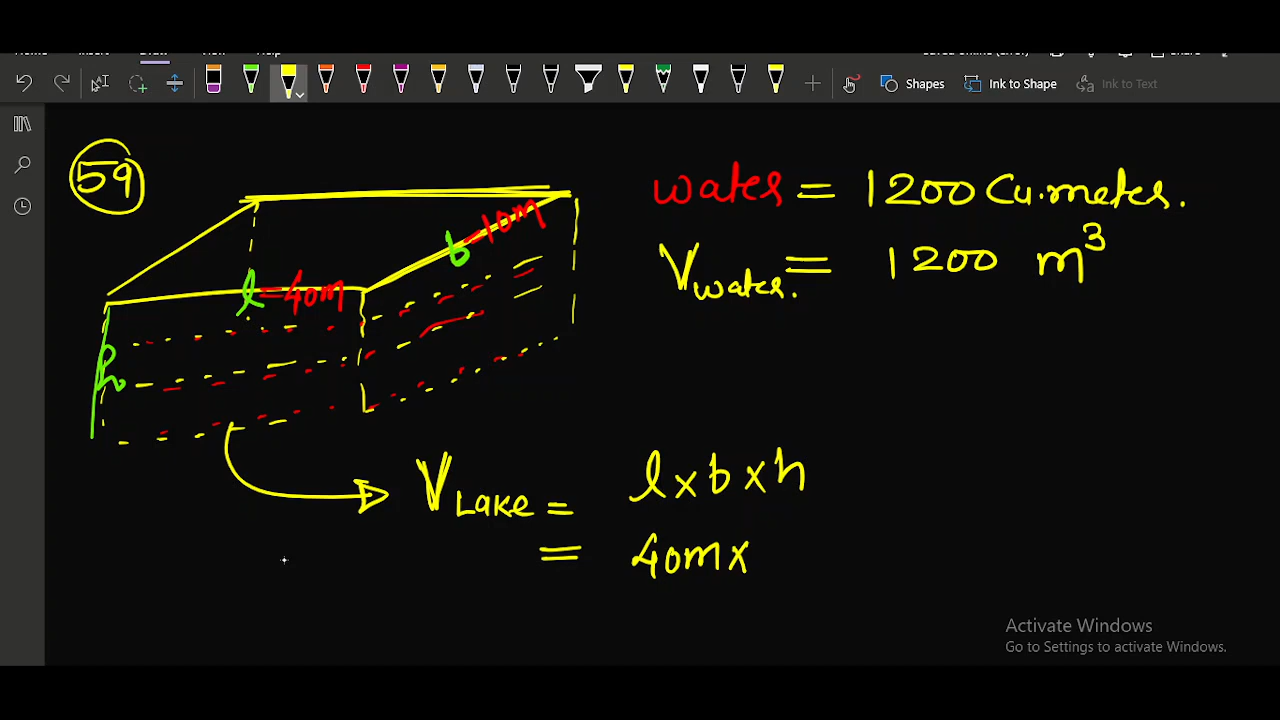 Shapes
Ink to Shape
Ink to Text
59
water = 1200 Cu.meter.
Vwater. = 1200 m³
b = 10m
l = 40m
h
VLake = l x b x h
= 40m x
Activate Windows
Go to Settings to activate Windows.